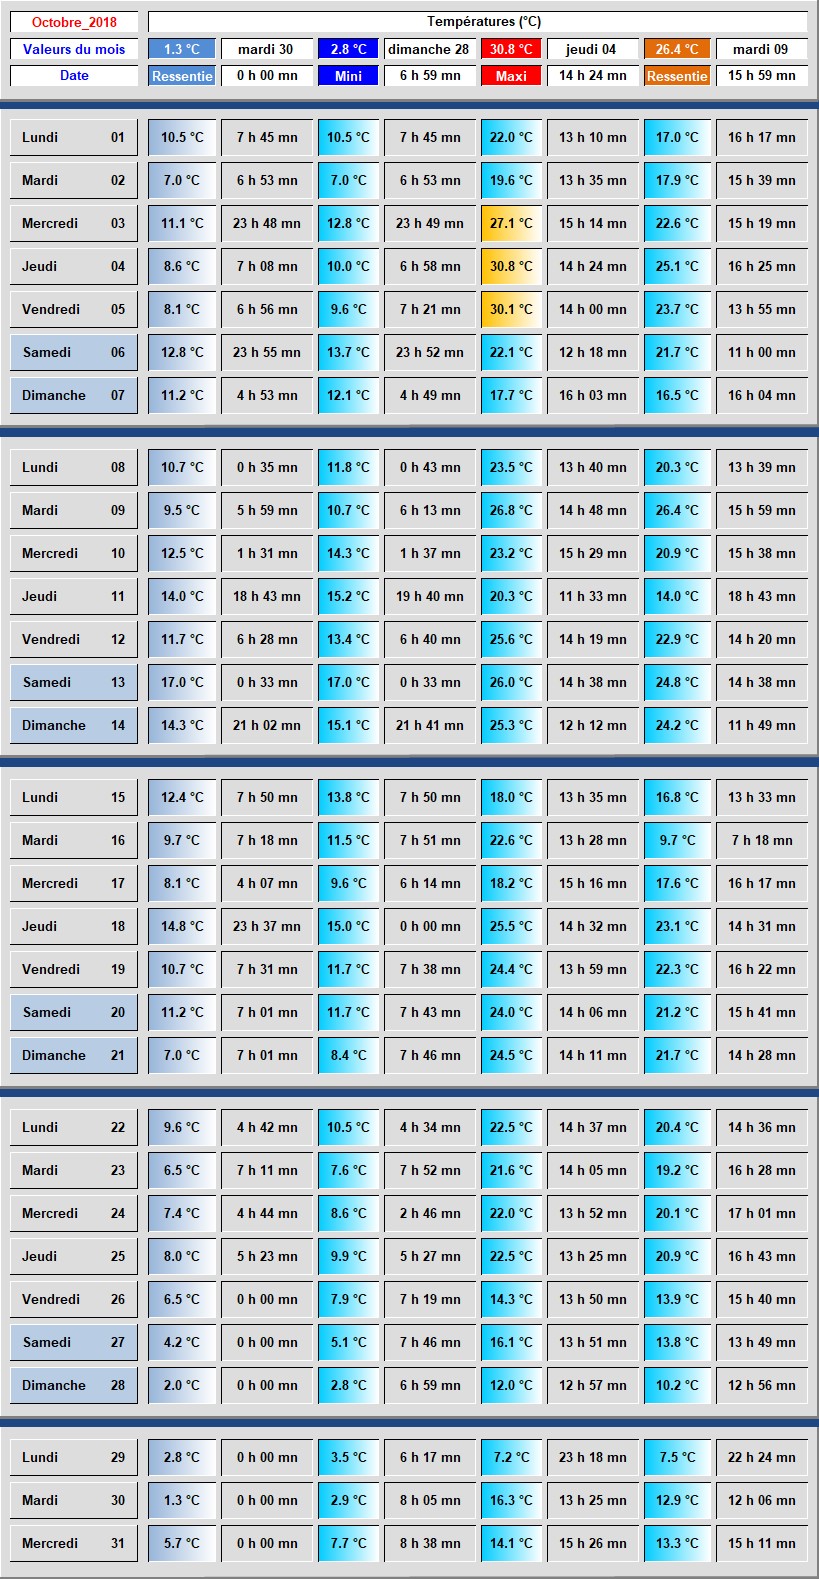 Octobre_2018 Températures (°C)
Valeurs du mois 1.3 °C mardi 30 2.8 °C dimanche 28 30.8 °C jeudi 04 26.4 °C mardi 09
Date Ressentie 0 h 00 mn Mini 6 h 59 mn Maxi 14 h 24 mn Ressentie 15 h 59 mn
Lundi 01 10.5 °C 7 h 45 mn 10.5 °C 7 h 45 mn 22.0 °C 13 h 10 mn 17.0 °C 16 h 17 mn
Mardi 02 7.0 °C 6 h 53 mn 7.0 °C 6 h 53 mn 19.6 °C 13 h 35 mn 17.9 °C 15 h 39 mn
Mercredi 03 11.1 °C 23 h 48 mn 12.8 °C 23 h 49 mn 27.1 °C 15 h 14 mn 22.6 °C 15 h 19 mn
Jeudi 04 8.6 °C 7 h 08 mn 10.0 °C 6 h 58 mn 30.8 °C 14 h 24 mn 25.1 °C 16 h 25 mn
Vendredi 05 8.1 °C 6 h 56 mn 9.6 °C 7 h 21 mn 30.1 °C 14 h 00 mn 23.7 °C 13 h 55 mn
Samedi 06 12.8 °C 23 h 55 mn 13.7 °C 23 h 52 mn 22.1 °C 12 h 18 mn 21.7 °C 11 h 00 mn
Dimanche 07 11.2 °C 4 h 53 mn 12.1 °C 4 h 49 mn 17.7 °C 16 h 03 mn 16.5 °C 16 h 04 mn
Lundi 08 10.7 °C 0 h 35 mn 11.8 °C 0 h 43 mn 23.5 °C 13 h 40 mn 20.3 °C 13 h 39 mn
Mardi 09 9.5 °C 5 h 59 mn 10.7 °C 6 h 13 mn 26.8 °C 14 h 48 mn 26.4 °C 15 h 59 mn
Mercredi 10 12.5 °C 1 h 31 mn 14.3 °C 1 h 37 mn 23.2 °C 15 h 29 mn 20.9 °C 15 h 38 mn
Jeudi 11 14.0 °C 18 h 43 mn 15.2 °C 19 h 40 mn 20.3 °C 11 h 33 mn 14.0 °C 18 h 43 mn
Vendredi 12 11.7 °C 6 h 28 mn 13.4 °C 6 h 40 mn 25.6 °C 14 h 19 mn 22.9 °C 14 h 20 mn
Samedi 13 17.0 °C 0 h 33 mn 17.0 °C 0 h 33 mn 26.0 °C 14 h 38 mn 24.8 °C 14 h 38 mn
Dimanche 14 14.3 °C 21 h 02 mn 15.1 °C 21 h 41 mn 25.3 °C 12 h 12 mn 24.2 °C 11 h 49 mn
Lundi 15 12.4 °C 7 h 50 mn 13.8 °C 7 h 50 mn 18.0 °C 13 h 35 mn 16.8 °C 13 h 33 mn
Mardi 16 9.7 °C 7 h 18 mn 11.5 °C 7 h 51 mn 22.6 °C 13 h 28 mn 9.7 °C 7 h 18 mn
Mercredi 17 8.1 °C 4 h 07 mn 9.6 °C 6 h 14 mn 18.2 °C 15 h 16 mn 17.6 °C 16 h 17 mn
Jeudi 18 14.8 °C 23 h 37 mn 15.0 °C 0 h 00 mn 25.5 °C 14 h 32 mn 23.1 °C 14 h 31 mn
Vendredi 19 10.7 °C 7 h 31 mn 11.7 °C 7 h 38 mn 24.4 °C 13 h 59 mn 22.3 °C 16 h 22 mn
Samedi 20 11.2 °C 7 h 01 mn 11.7 °C 7 h 43 mn 24.0 °C 14 h 06 mn 21.2 °C 15 h 41 mn
Dimanche 21 7.0 °C 7 h 01 mn 8.4 °C 7 h 46 mn 24.5 °C 14 h 11 mn 21.7 °C 14 h 28 mn
Lundi 22 9.6 °C 4 h 42 mn 10.5 °C 4 h 34 mn 22.5 °C 14 h 37 mn 20.4 °C 14 h 36 mn
Mardi 23 6.5 °C 7 h 11 mn 7.6 °C 7 h 52 mn 21.6 °C 14 h 05 mn 19.2 °C 16 h 28 mn
Mercredi 24 7.4 °C 4 h 44 mn 8.6 °C 2 h 46 mn 22.0 °C 13 h 52 mn 20.1 °C 17 h 01 mn
Jeudi 25 8.0 °C 5 h 23 mn 9.9 °C 5 h 27 mn 22.5 °C 13 h 25 mn 20.9 °C 16 h 43 mn
Vendredi 26 6.5 °C 0 h 00 mn 7.9 °C 7 h 19 mn 14.3 °C 13 h 50 mn 13.9 °C 15 h 40 mn
Samedi 27 4.2 °C 0 h 00 mn 5.1 °C 7 h 46 mn 16.1 °C 13 h 51 mn 13.8 °C 13 h 49 mn
Dimanche 28 2.0 °C 0 h 00 mn 2.8 °C 6 h 59 mn 12.0 °C 12 h 57 mn 10.2 °C 12 h 56 mn
Lundi 29 2.8 °C 0 h 00 mn 3.5 °C 6 h 17 mn 7.2 °C 23 h 18 mn 7.5 °C 22 h 24 mn
Mardi 30 1.3 °C 0 h 00 mn 2.9 °C 8 h 05 mn 16.3 °C 13 h 25 mn 12.9 °C 12 h 06 mn
Mercredi 31 5.7 °C 0 h 00 mn 7.7 °C 8 h 38 mn 14.1 °C 15 h 26 mn 13.3 °C 15 h 11 mn